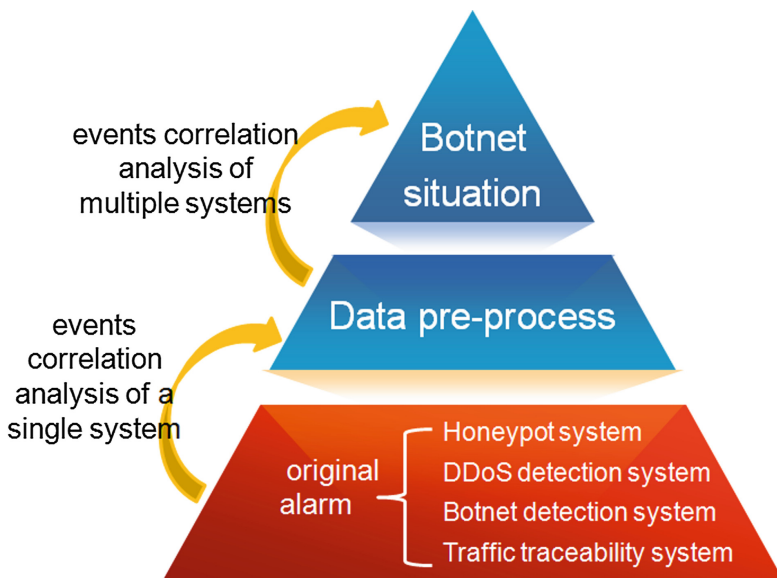 events correlation
analysis of
multiple systems
Botnet
situation
Data pre-process
events
correlation
analysis of a
single system
original
alarm
Honeypot system
DDoS detection system
Botnet detection system
Traffic traceability system